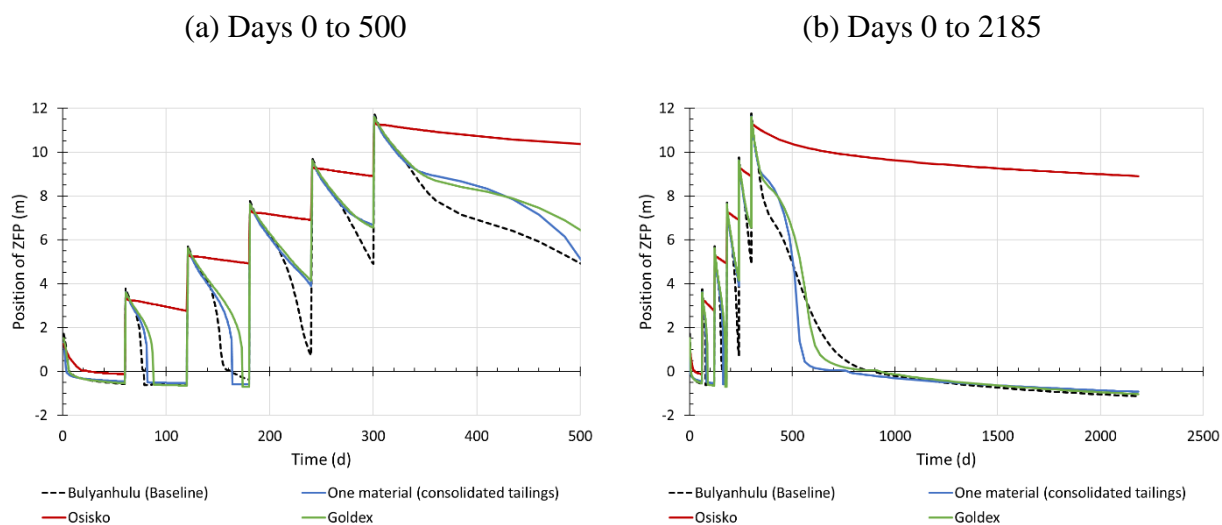 (a) Days 0 to 500
(b) Days 0 to 2185
Position of ZFP (m)
12
10
8
6
4
2
0
-2
0 100 200 300 400 500
Time (d)
Bulyanhulu (Baseline) One material (consolidated tailings)
Osisko Goldex
Position of ZFP (m)
12
10
8
6
4
2
0
-2
0 500 1000 1500 2000 2500
Time (d)
Bulyanhulu (Baseline) One material (consolidated tailings)
Osisko Goldex